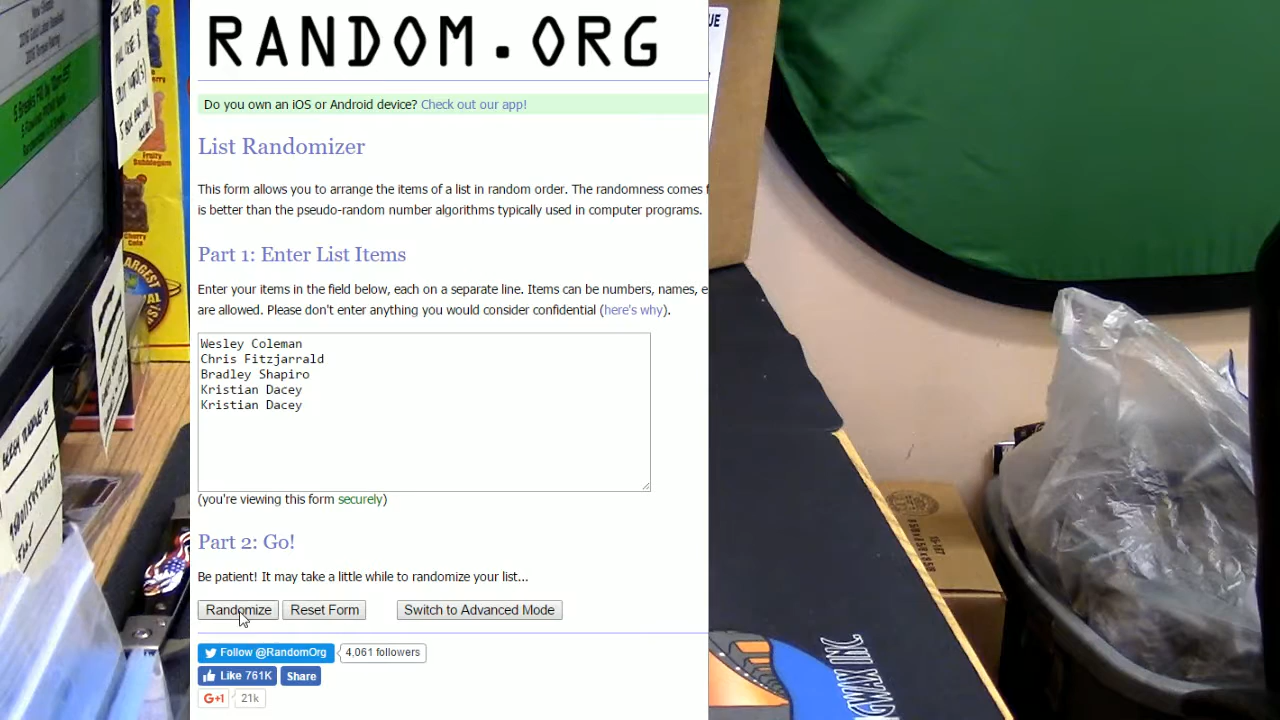 RANDOM.ORG
Do you own an iOS or Android device? Check out our app!
List Randomizer
This form allows you to arrange the items of a list in random order. The randomness comes f
is better than the pseudo-random number algorithms typically used in computer programs.
Part 1: Enter List Items
Enter your items in the field below, each on a separate line. Items can be numbers, names, e
are allowed. Please don't enter anything you would consider confidential (here's why).
Wesley Coleman
Chris Fitzjarrald
Bradley Shapiro
Kristian Dacey
Kristian Dacey
(you're viewing this form securely)
Part 2: Go!
Be patient! It may take a little while to randomize your list...
Randomize Reset Form Switch to Advanced Mode
Follow @RandomOrg 4,061 followers
Like 761K Share
G+1 21k
Fruity
Bubblegum
Cherry
Cola
GWAX INC